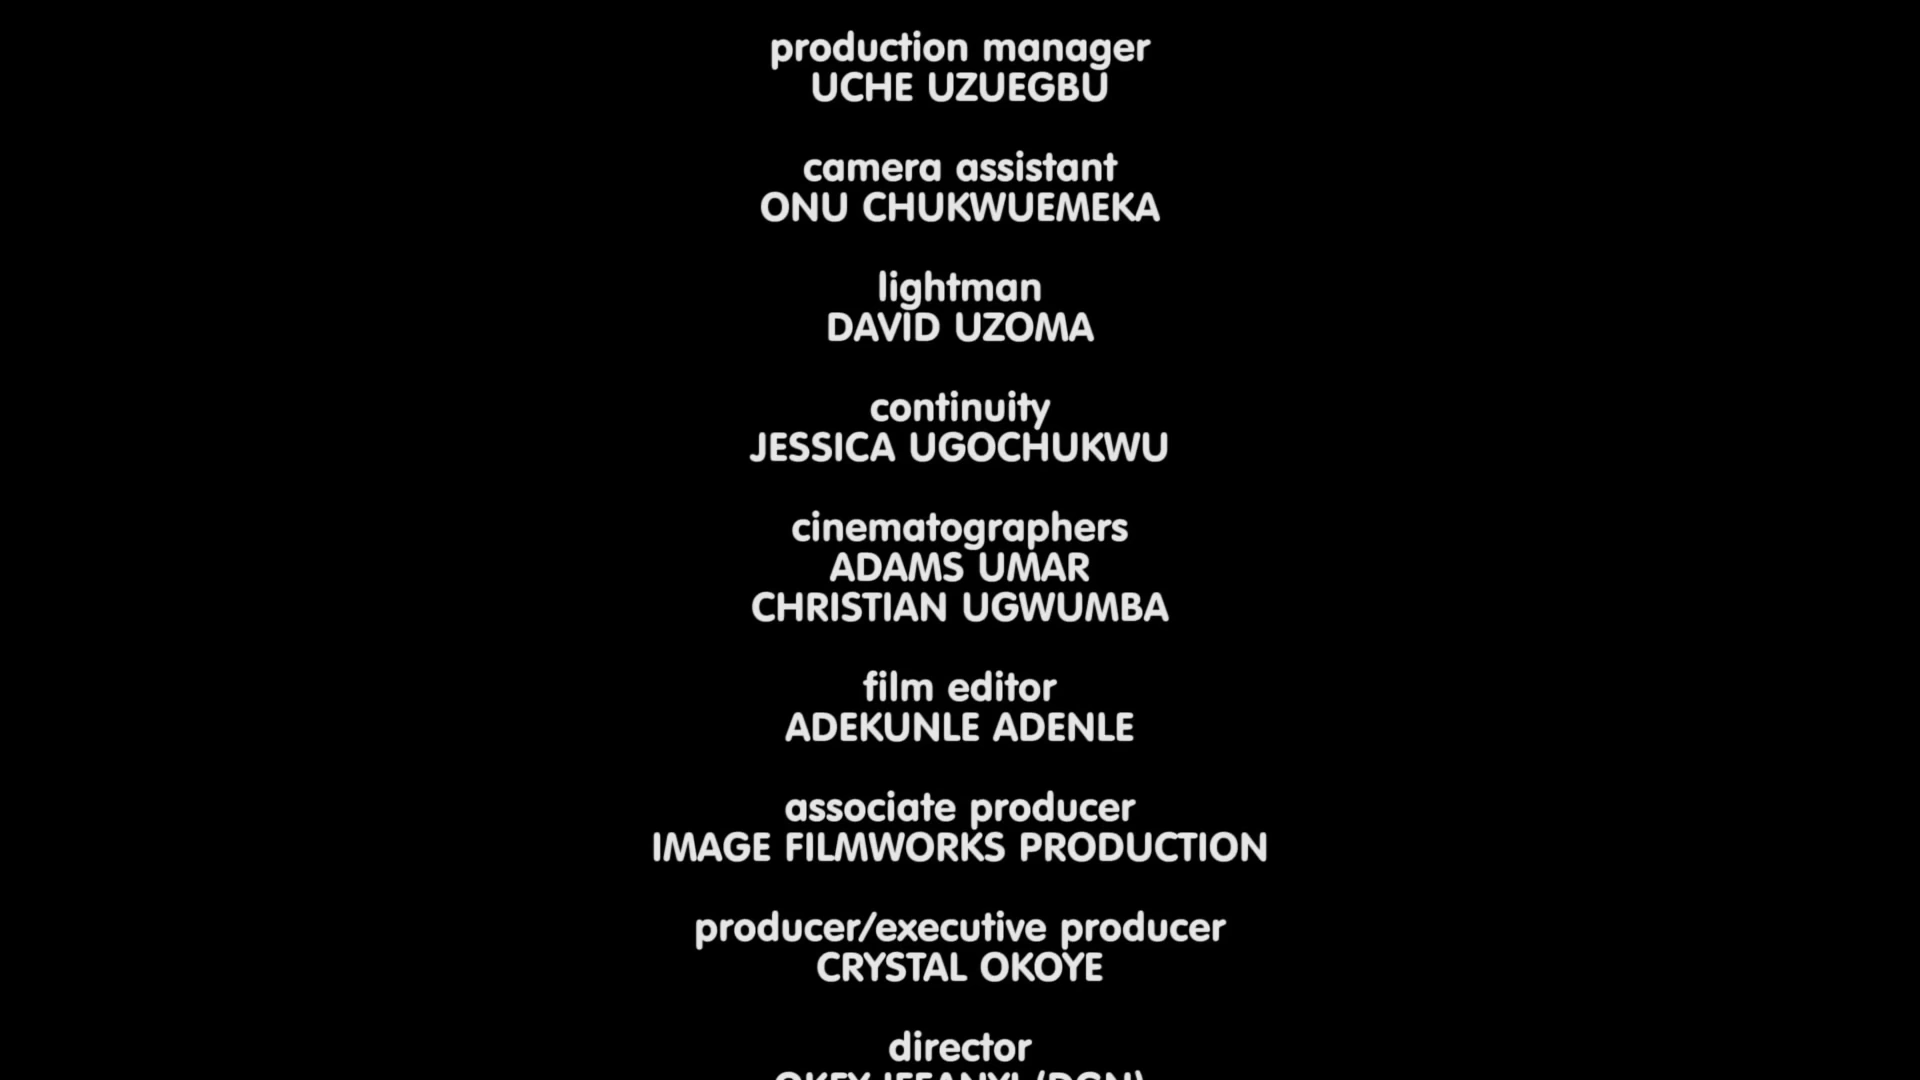 production manager
UCHE UZUEGBU
camera assistant
ONU CHUKWUEMEKA
lightman
DAVID UZOMA
continuity
JESSICA UGOCHUKWU
cinematographers
ADAMS UMAR
CHRISTIAN UGWUMBA
film editor
ADEKUNLE ADENLE
associate producer
IMAGE FILMWORKS PRODUCTION
producer/executive producer
CRYSTAL OKOYE
director